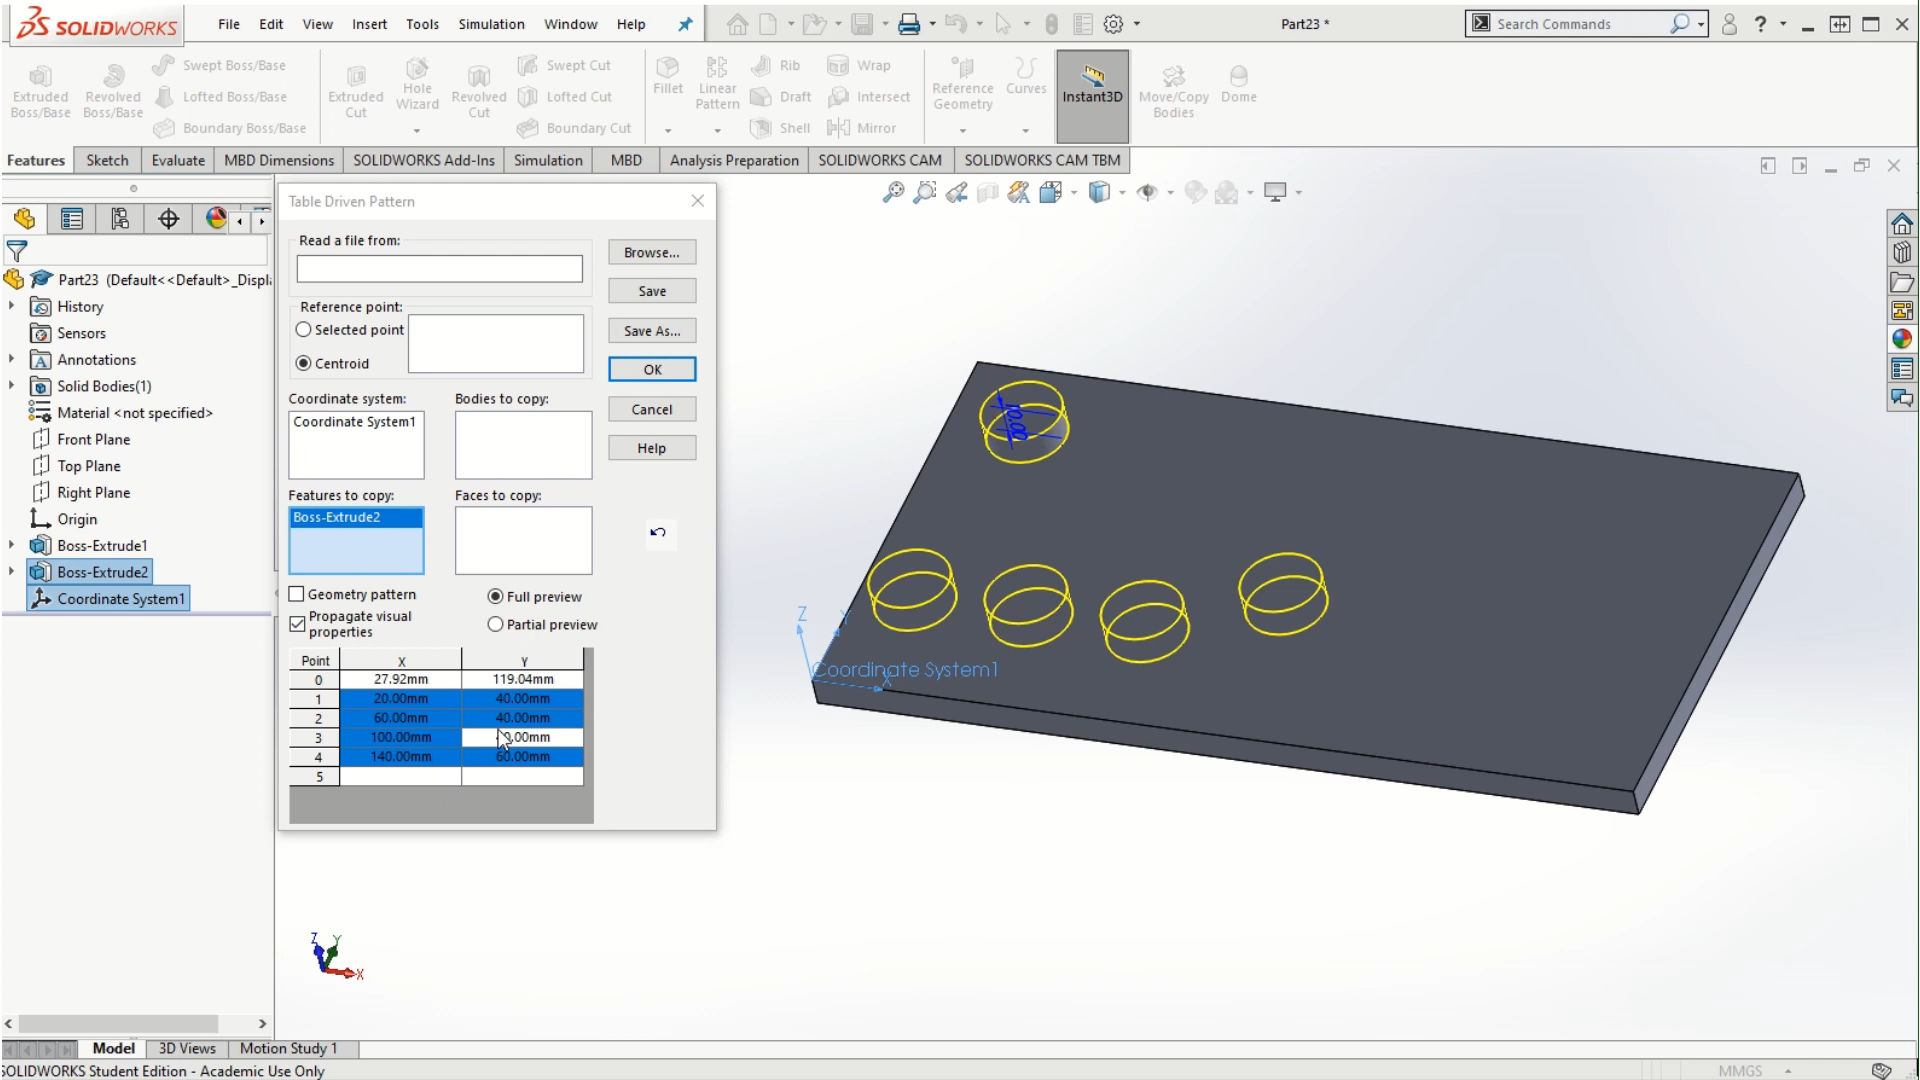 SOLIDWORKS
File Edit View Insert Tools Simulation Window Help
Part23 *
Search Commands
Extruded Boss/Base
Revolved Boss/Base
Swept Boss/Base
Lofted Boss/Base
Boundary Boss/Base
Extruded Cut
Hole Wizard
Revolved Cut
Swept Cut
Lofted Cut
Boundary Cut
Fillet
Linear Pattern
Rib
Draft
Shell
Wrap
Intersect
Mirror
Reference Geometry
Curves
Instant3D
Move/Copy Bodies
Dome
Features Sketch Evaluate MBD Dimensions SOLIDWORKS Add-Ins Simulation MBD Analysis Preparation SOLIDWORKS CAM SOLIDWORKS CAM TBM
Part23 (Default<<Default>_Displ
History
Sensors
Annotations
Solid Bodies(1)
Material <not specified>
Front Plane
Top Plane
Right Plane
Origin
Boss-Extrude1
Boss-Extrude2
Coordinate System1
Table Driven Pattern
Read a file from:
Browse...
Save
Reference point:
Selected point
Save As...
Centroid
OK
Coordinate system:
Bodies to copy:
Cancel
Coordinate System1
Help
Features to copy:
Faces to copy:
Boss-Extrude2
Geometry pattern
Full preview
Propagate visual properties
Partial preview
Point X Y
0 27.92mm 119.04mm
1 20.00mm 40.00mm
2 60.00mm 40.00mm
3 100.00mm 0.00mm
4 140.00mm 60.00mm
5
10.00
Z
Y
Coordinate System1
X
Z
Y
X
Model 3D Views Motion Study 1
SOLIDWORKS Student Edition - Academic Use Only
MMGS